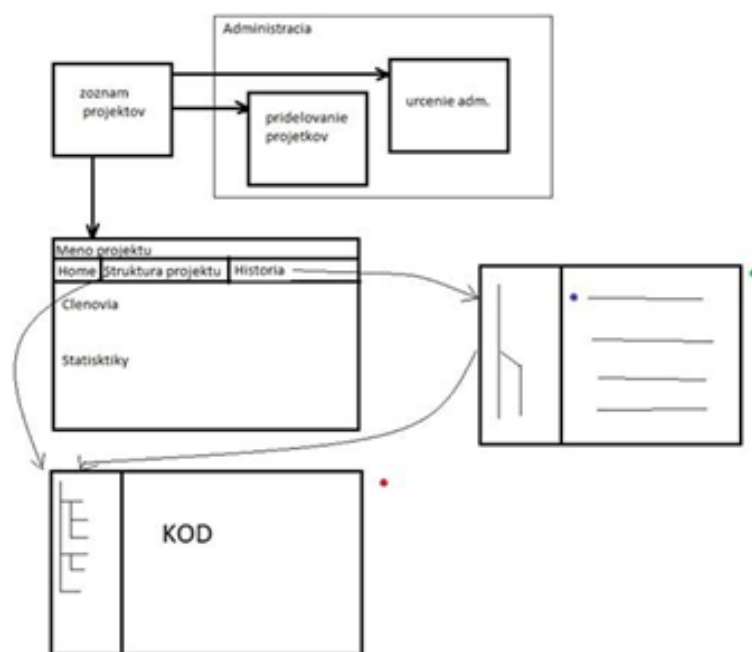 Administracia
zoznam
projektov
urcenie adm.
pridelovanie
projetkov
Meno projektu
Home Struktura projektu Historia
Clenovia
Statisktiky
KOD